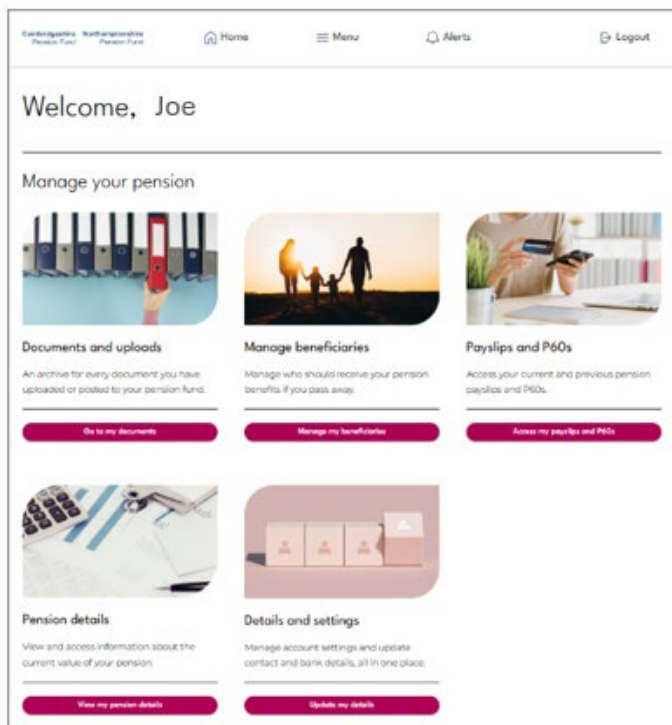 Cambridgeshire Northamptonshire
Pension Fund Pension Fund
Home
Menu
Alerts
Logout
Welcome, Joe
Manage your pension
Documents and uploads
An archive for every document you have
uploaded or posted to your pension fund.
Go to my documents
Manage beneficiaries
Manage who should receive your pension
benefits if you pass away.
Manage my beneficiaries
Payslips and P60s
Access your current and previous pension
payslips and P60s.
Access my payslips and P60s
Pension details
View and access information about the
current value of your pension.
View my pension details
Details and settings
Manage account settings and update
contact and bank details, all in one place.
Update my details